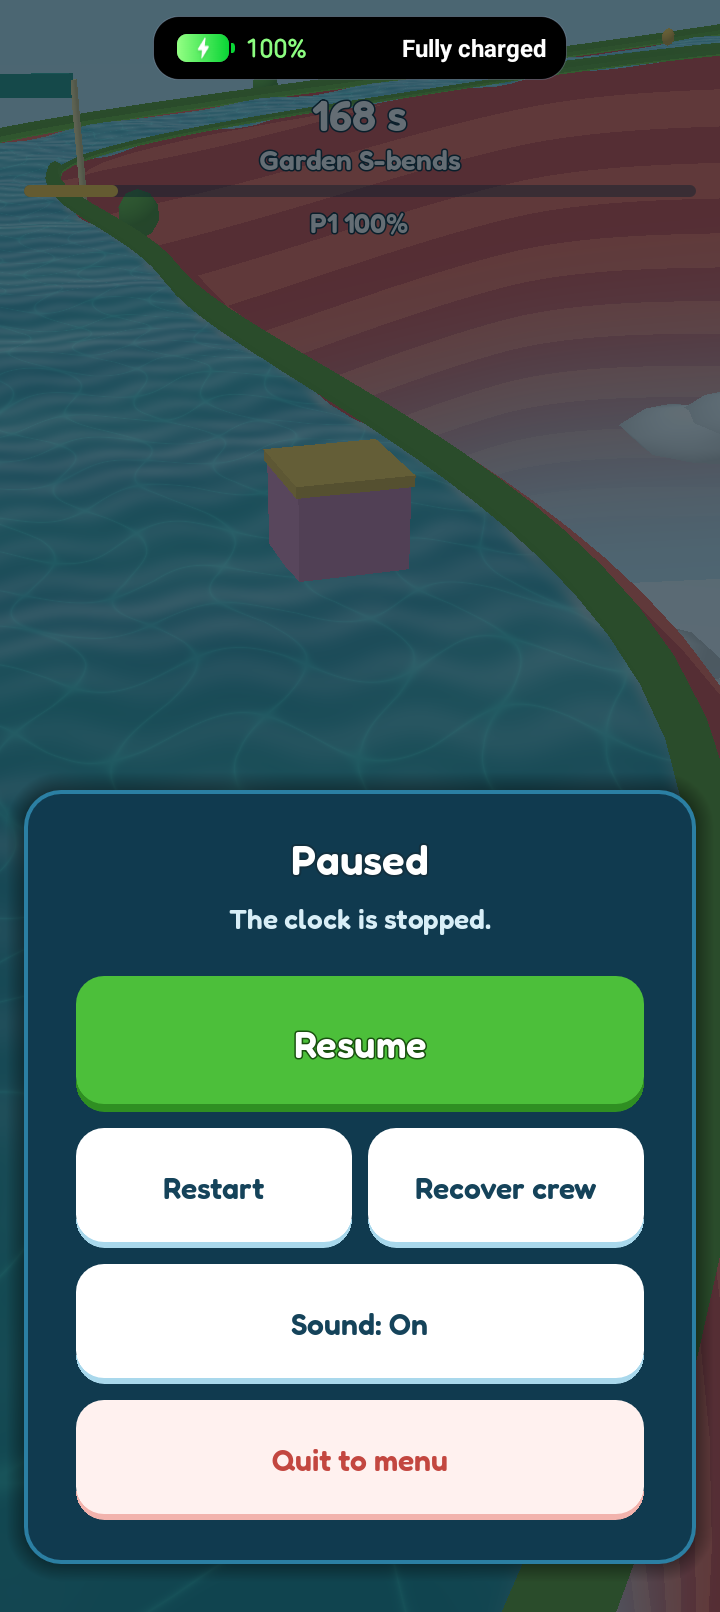 100%
Fully charged
168 s
Garden S-bends
P1 100%
Paused
The clock is stopped.
Resume
Restart
Recover crew
Sound: On
Quit to menu